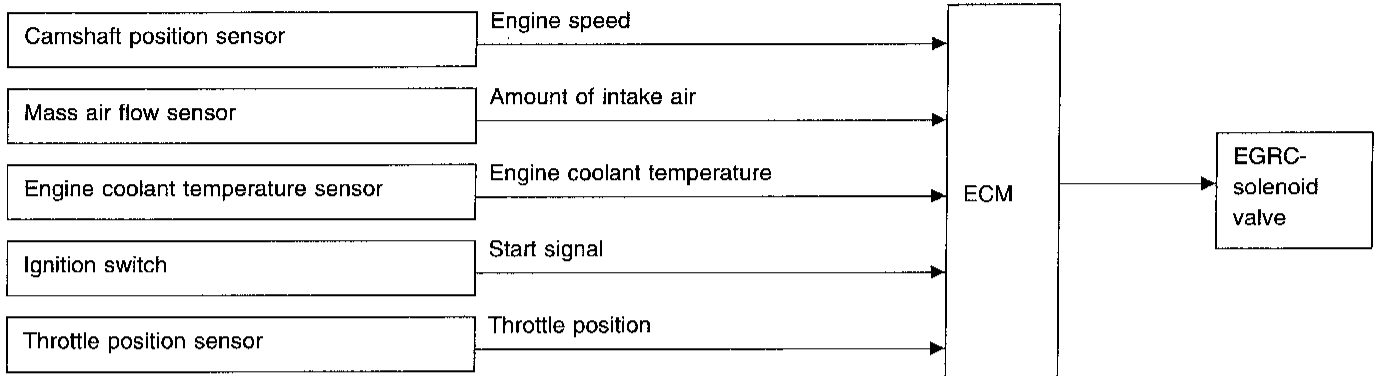 Camshaft position sensor
Engine speed
Mass air flow sensor
Amount of intake air
Engine coolant temperature sensor
Engine coolant temperature
Ignition switch
Start signal
Throttle position sensor
Throttle position
ECM
EGRC-
solenoid
valve